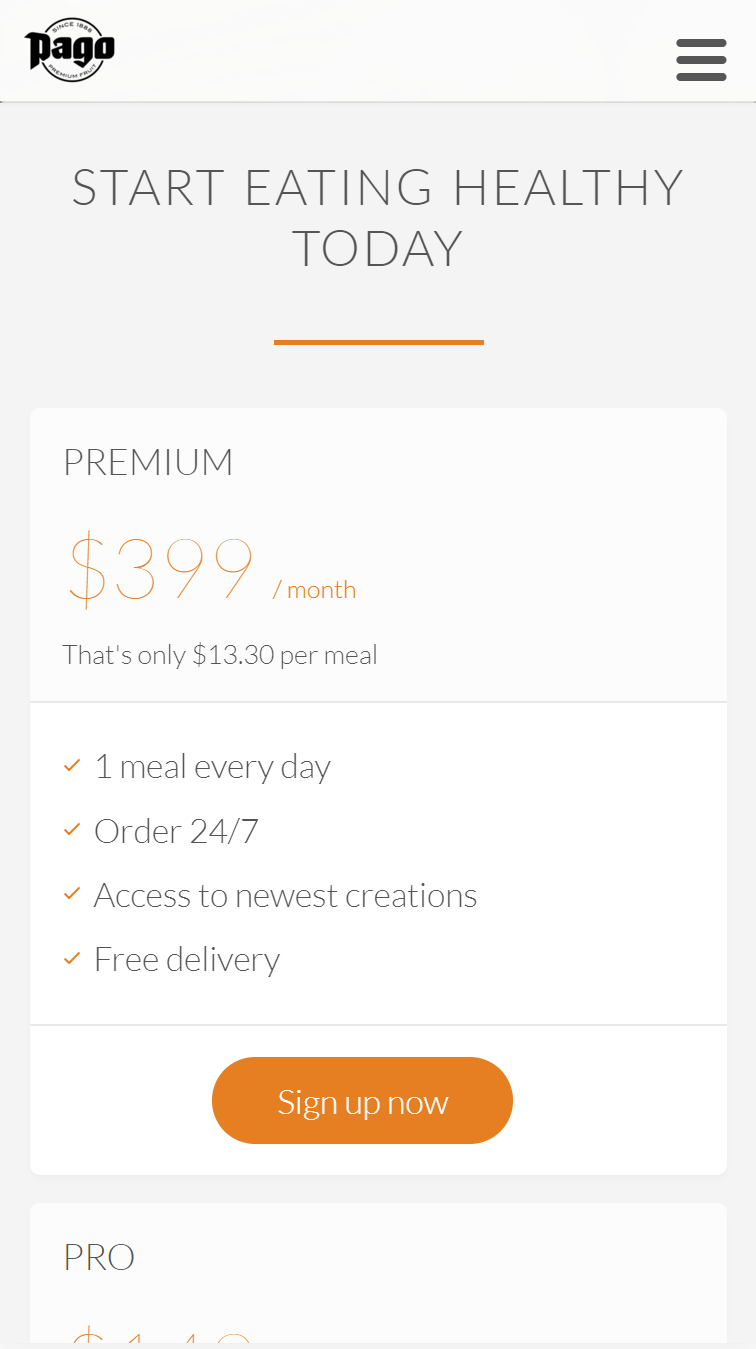 SINCE 1888
Pago
PREMIUM FRUIT
START EATING HEALTHY
TODAY
PREMIUM
$399 / month
That's only $13.30 per meal
1 meal every day
Order 24/7
Access to newest creations
Free delivery
Sign up now
PRO